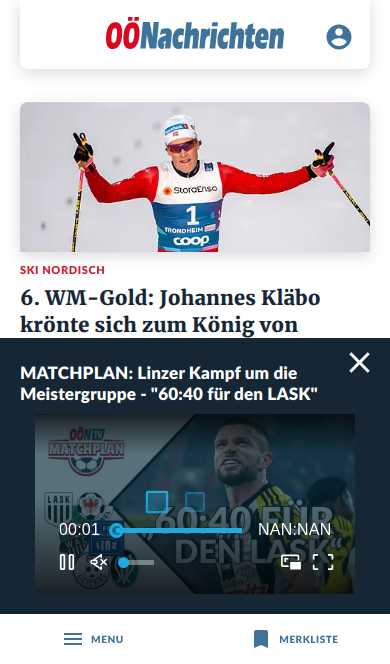 OÖNachrichten
StoraEnso
1
TRONDHEIM
coop
SKI NORDISCH
6. WM-Gold: Johannes Kläbo
krönte sich zum König von
MATCHPLAN: Linzer Kampf um die
Meistergruppe - "60:40 für den LASK"
OÖN TV
MATCHPLAN
LASK
„60:40 FÜR
DEN LASK“
00:01
NAN:NAN
MENU
MERKLISTE